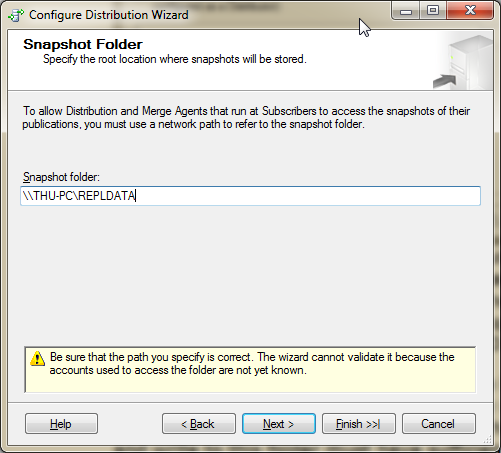 Configure Distribution Wizard
Snapshot Folder
Specify the root location where snapshots will be stored.
To allow Distribution and Merge Agents that run at Subscribers to access the snapshots of their
publications, you must use a network path to refer to the snapshot folder.
Snapshot folder:
\\THU-PC\REPLDATA
Be sure that the path you specify is correct. The wizard cannot validate it because the
accounts used to access the folder are not yet known.
Help
< Back
Next >
Finish >>|
Cancel